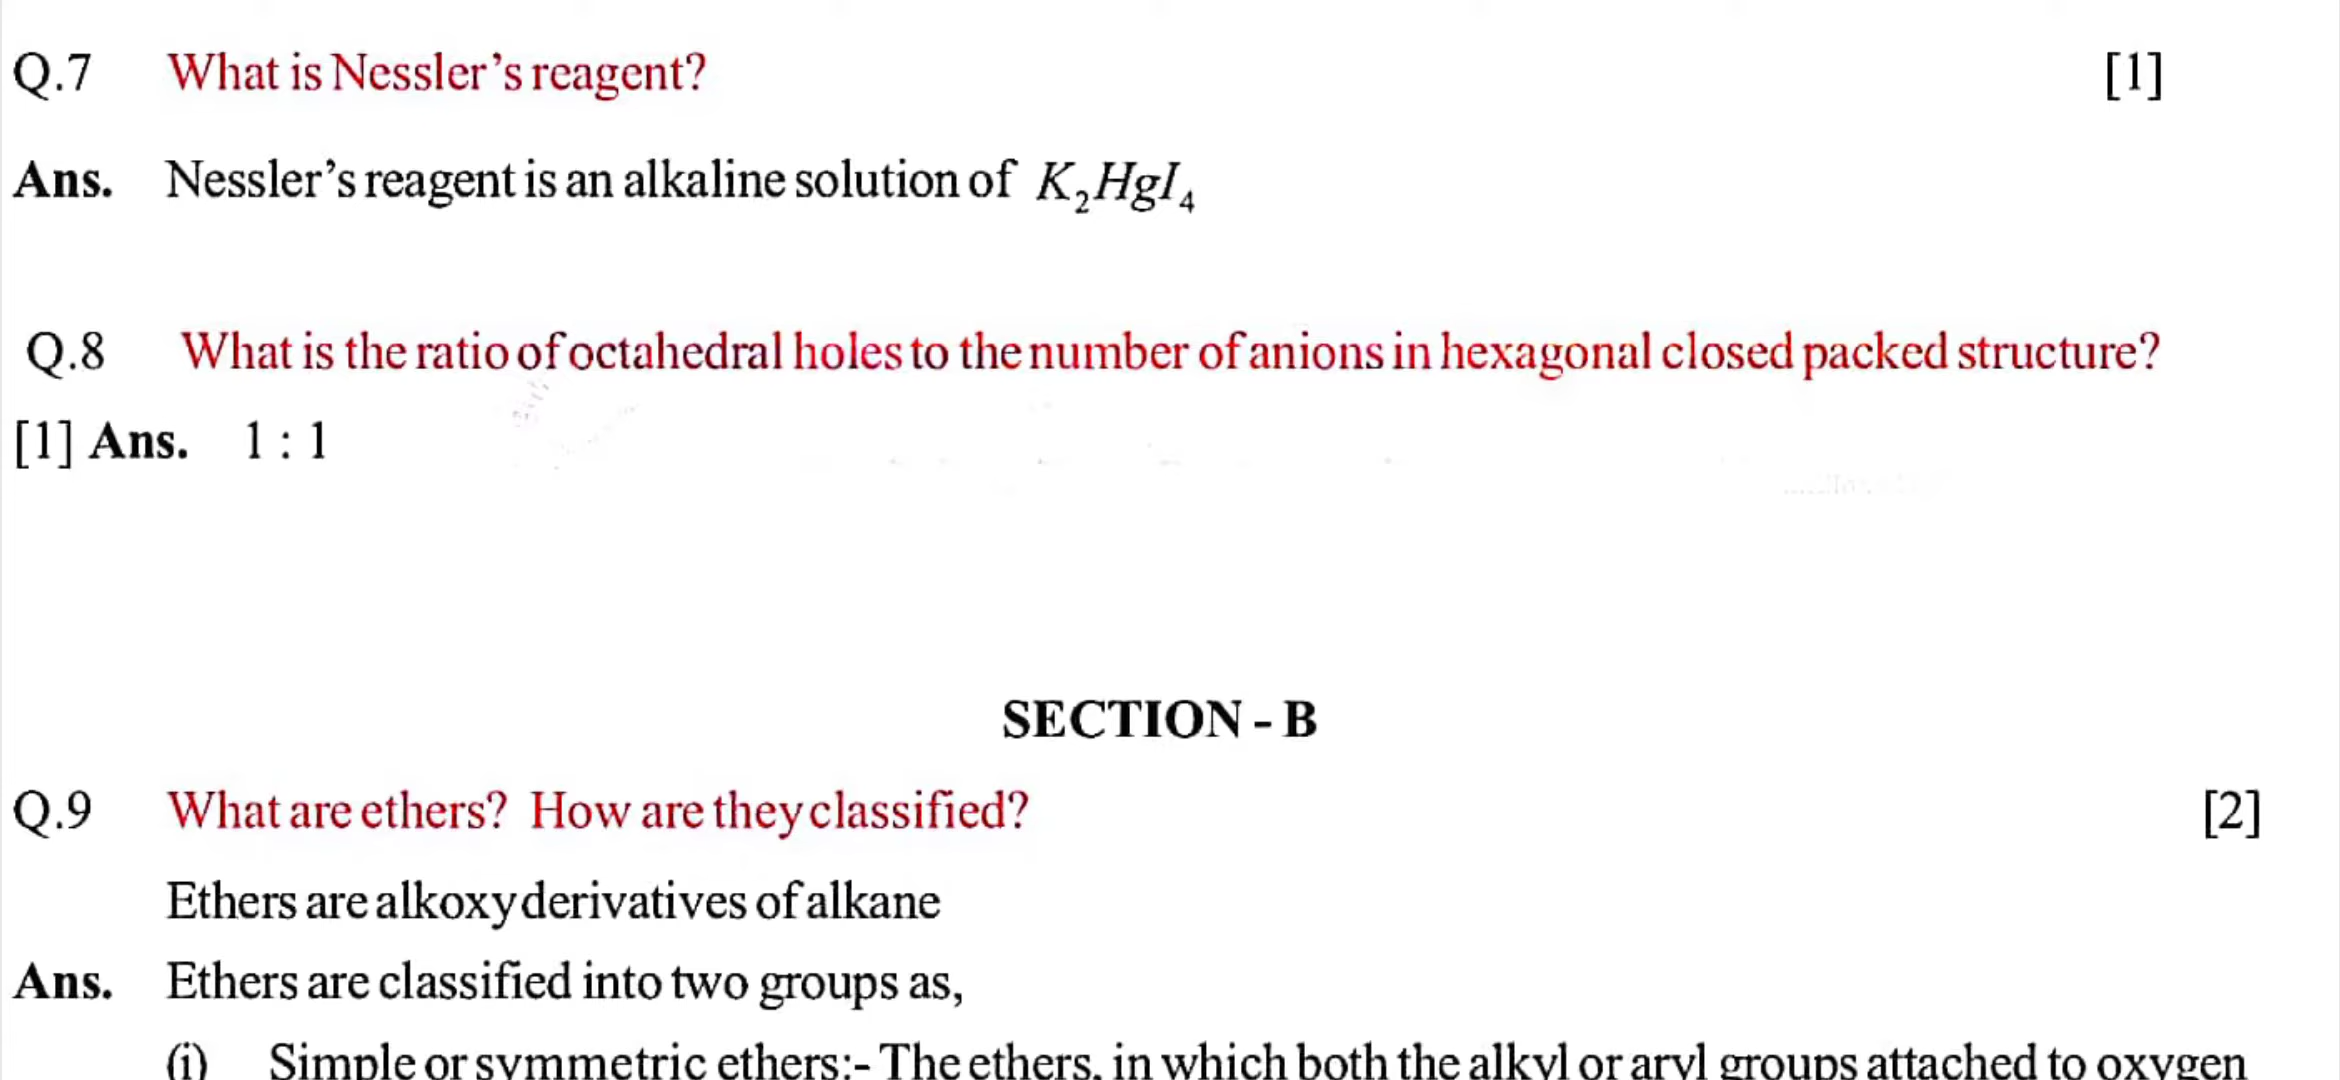 Q.7 What is Nessler's reagent? [1]
Ans. Nessler's reagent is an alkaline solution of K₂HgI₄
Q.8 What is the ratio of octahedral holes to the number of anions in hexagonal closed packed structure?
[1] Ans. 1 : 1
SECTION - B
Q.9 What are ethers? How are they classified? [2]
Ethers are alkoxy derivatives of alkane
Ans. Ethers are classified into two groups as,
(i) Simple or symmetric ethers:- The ethers, in which both the alkyl or aryl groups attached to oxygen